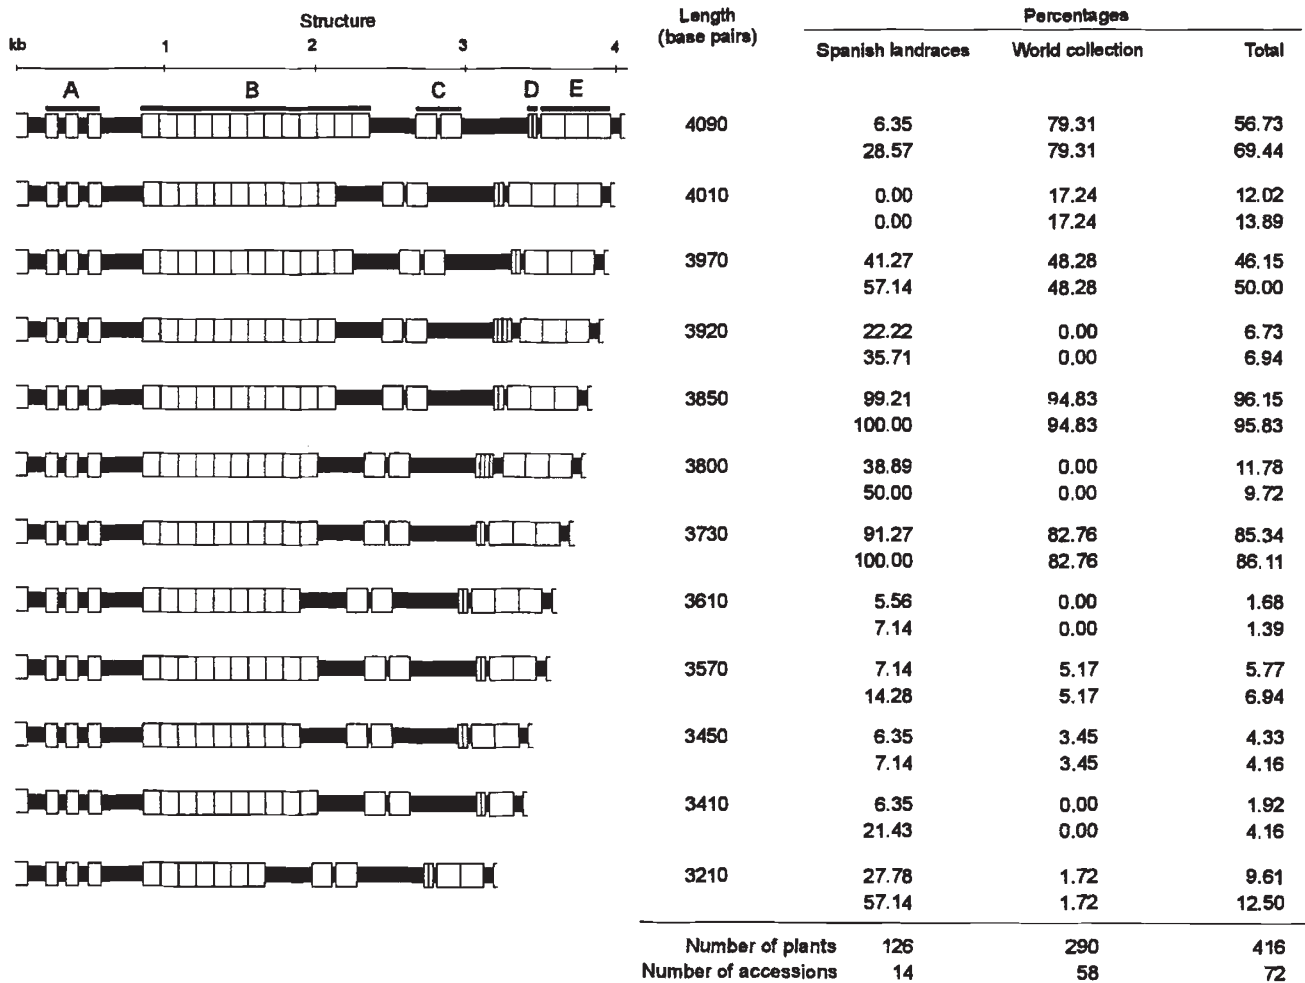 Structure
kb 1 2 3 4
A B C D E
Length (base pairs)
Percentages
Spanish landraces World collection Total
4090 6.35 79.31 56.73
28.57 79.31 69.44
4010 0.00 17.24 12.02
0.00 17.24 13.89
3970 41.27 48.28 46.15
57.14 48.28 50.00
3920 22.22 0.00 6.73
35.71 0.00 6.94
3850 99.21 94.83 96.15
100.00 94.83 95.83
3800 38.89 0.00 11.78
50.00 0.00 9.72
3730 91.27 82.76 85.34
100.00 82.76 86.11
3610 5.56 0.00 1.68
7.14 0.00 1.39
3570 7.14 5.17 5.77
14.28 5.17 6.94
3450 6.35 3.45 4.33
7.14 3.45 4.16
3410 6.35 0.00 1.92
21.43 0.00 4.16
3210 27.78 1.72 9.61
57.14 1.72 12.50
Number of plants 126 290 416
Number of accessions 14 58 72